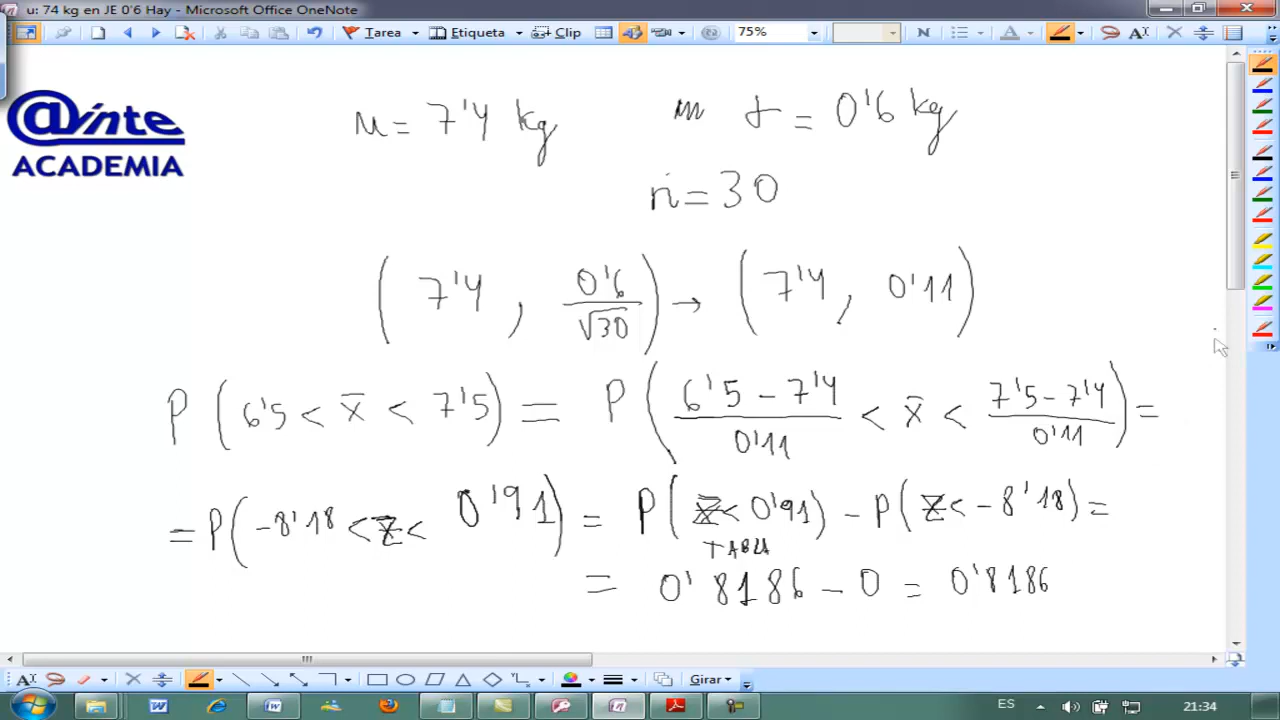 u: 74 kg en JE 0'6 Hay - Microsoft Office OneNote
Tarea Etiqueta Clip 75%
@inte
ACADEMIA
u = 7'4 kg
σ = 0'6 kg
n = 30
( 7'4 , 0'6 / √30 ) → ( 7'4 , 0'11 )
P ( 6'5 < x̄ < 7'5 ) = P ( 6'5 - 7'4 / 0'11 < x̄ < 7'5 - 7'4 / 0'11 ) =
= P ( -8'18 < Z < 0'91 ) = P ( Z < 0'91 ) - P ( Z < -8'18 ) =
TABLA
= 0'8186 - 0 = 0'8186
Girar
ES 21:34